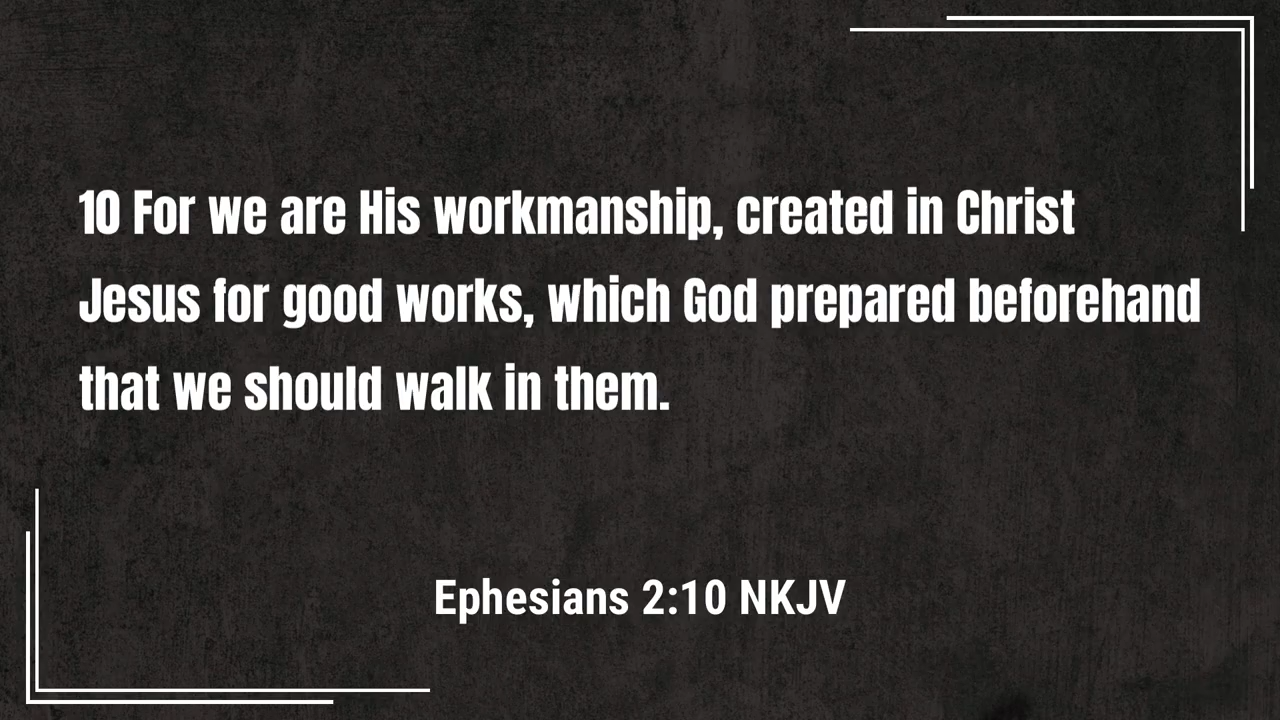 10 For we are His workmanship, created in Christ
Jesus for good works, which God prepared beforehand
that we should walk in them.
Ephesians 2:10 NKJV